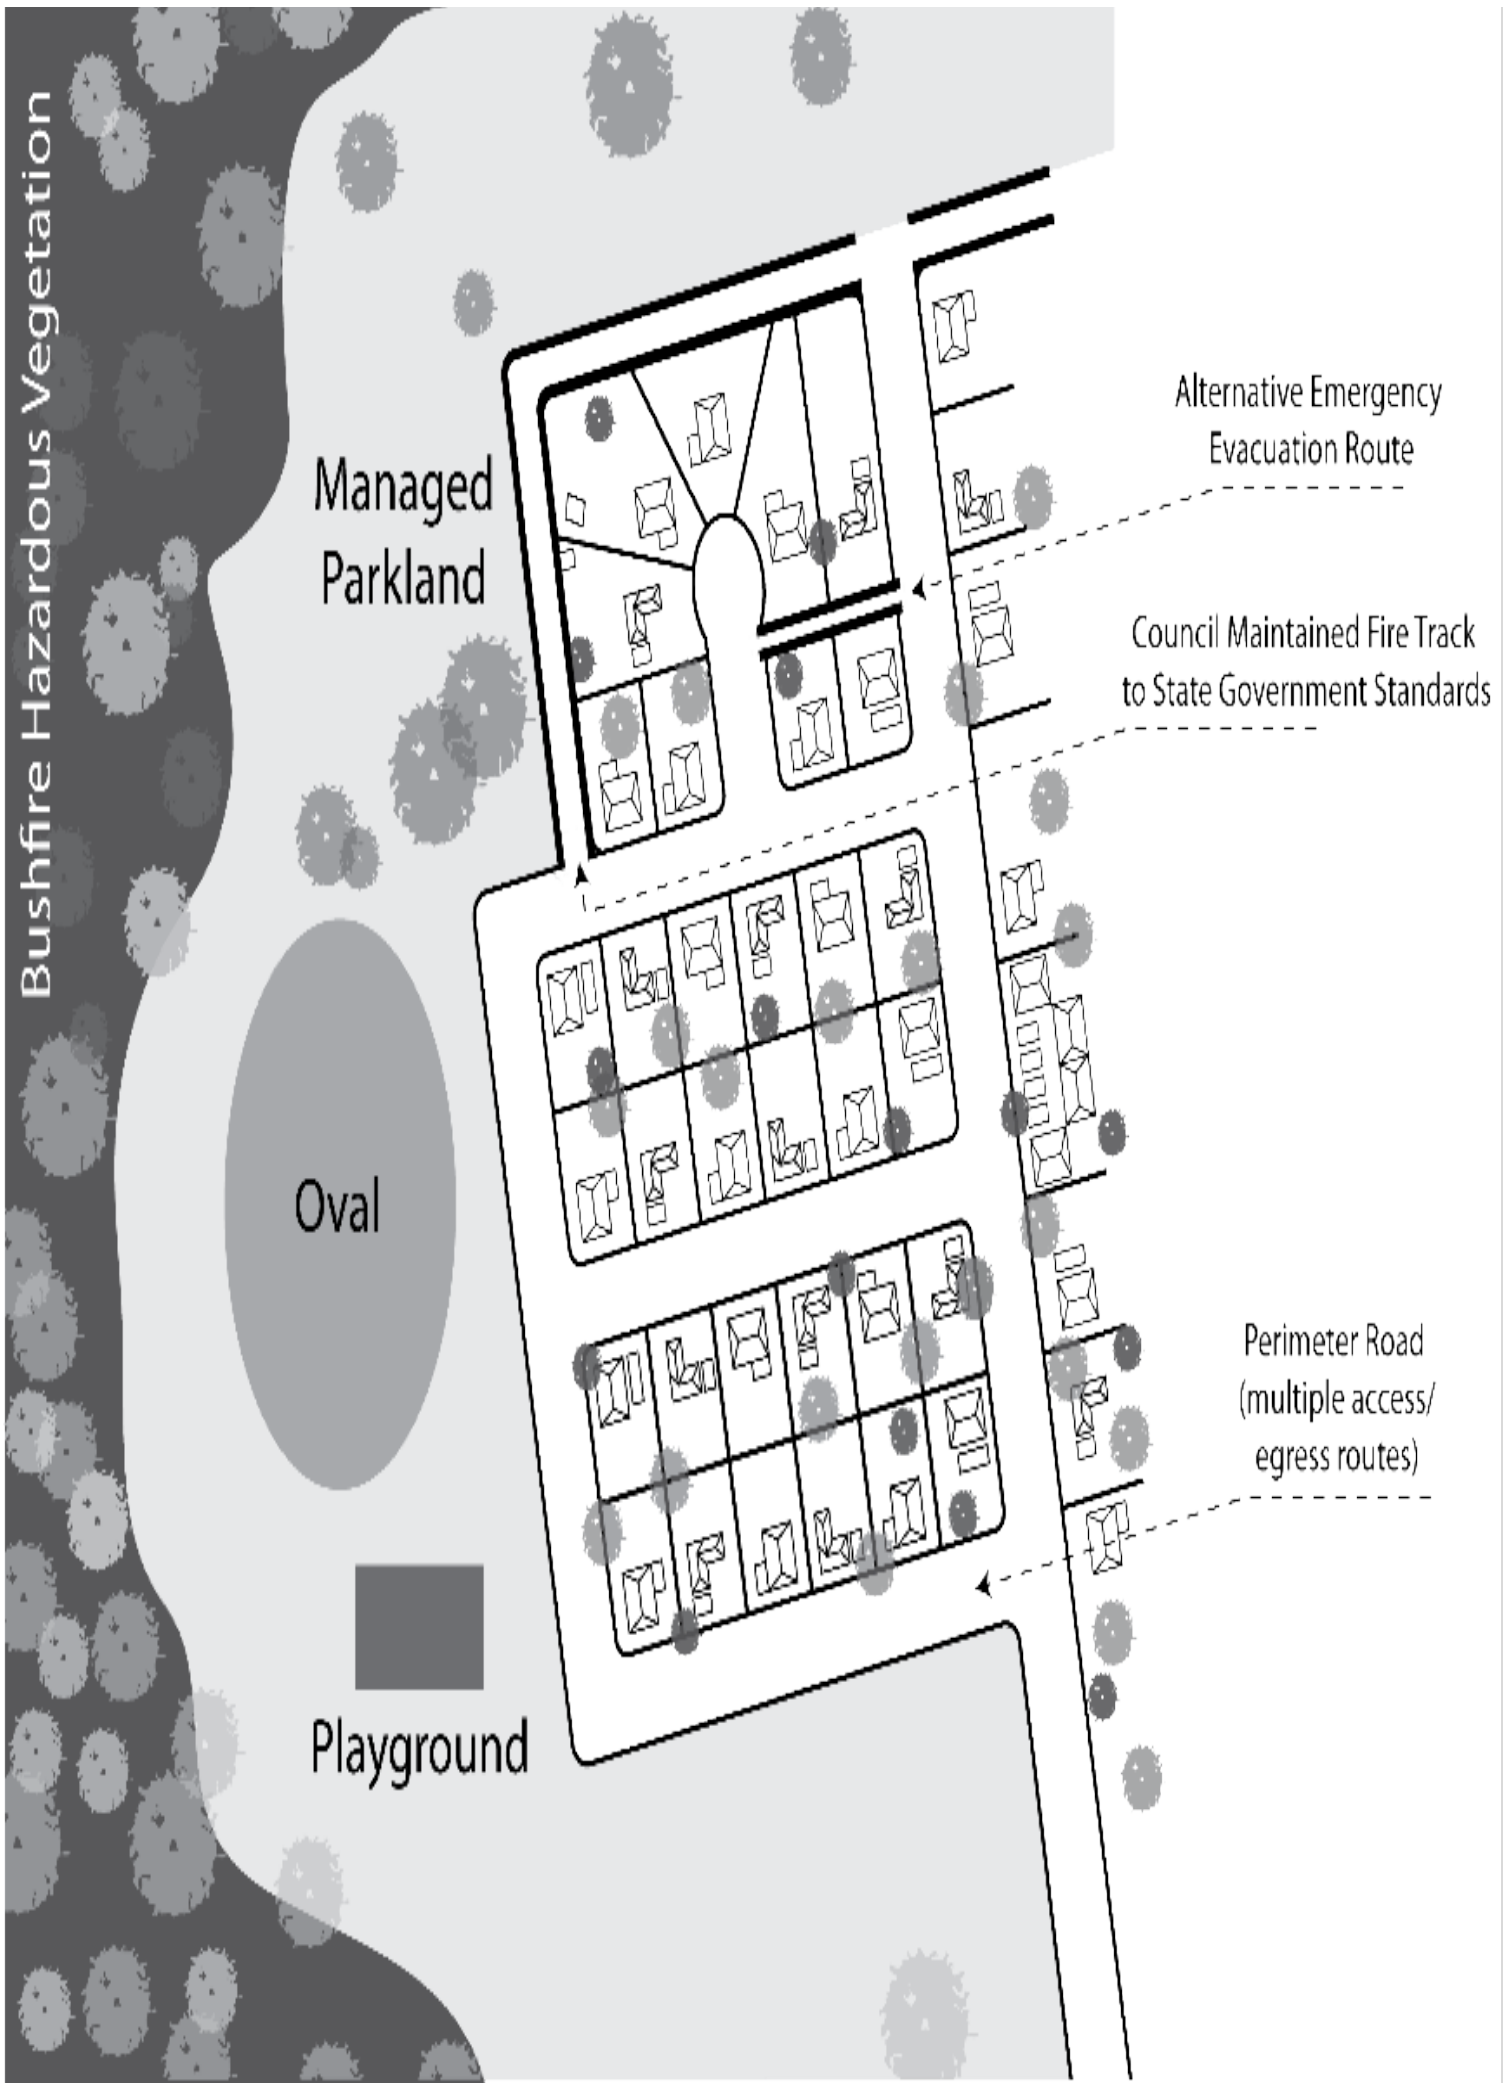 Bushfire Hazardous Vegetation
Managed
Parkland
Oval
Playground
Alternative Emergency
Evacuation Route
Council Maintained Fire Track
to State Government Standards
Perimeter Road
(multiple access/
egress routes)